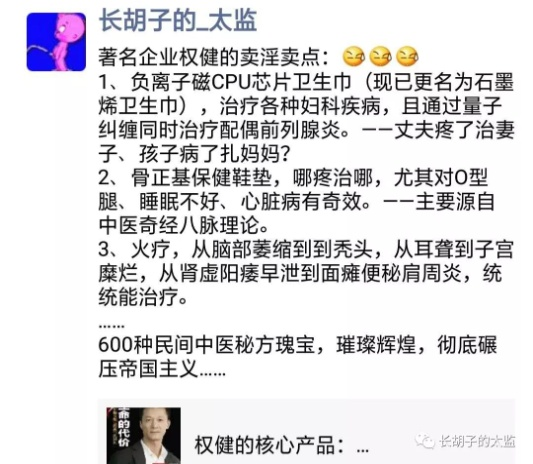 长胡子的_太监
著名企业权健的卖淫卖点：
1、负离子磁CPU芯片卫生巾（现已更名为石墨
烯卫生巾），治疗各种妇科疾病，且通过量子
纠缠同时治疗配偶前列腺炎。——丈夫疼了治妻
子、孩子病了扎妈妈？
2、骨正基保健鞋垫，哪疼治哪，尤其对O型
腿、睡眠不好、心脏病有奇效。——主要源自
中医奇经八脉理论。
3、火疗，从脑部萎缩到到秃头，从耳聋到子宫
糜烂，从肾虚阳痿早泄到面瘫便秘肩周炎，统
统能治疗。
……
600种民间中医秘方瑰宝，璀璨辉煌，彻底碾
压帝国主义……
生命的代价
权健的核心产品：...
长胡子的太监